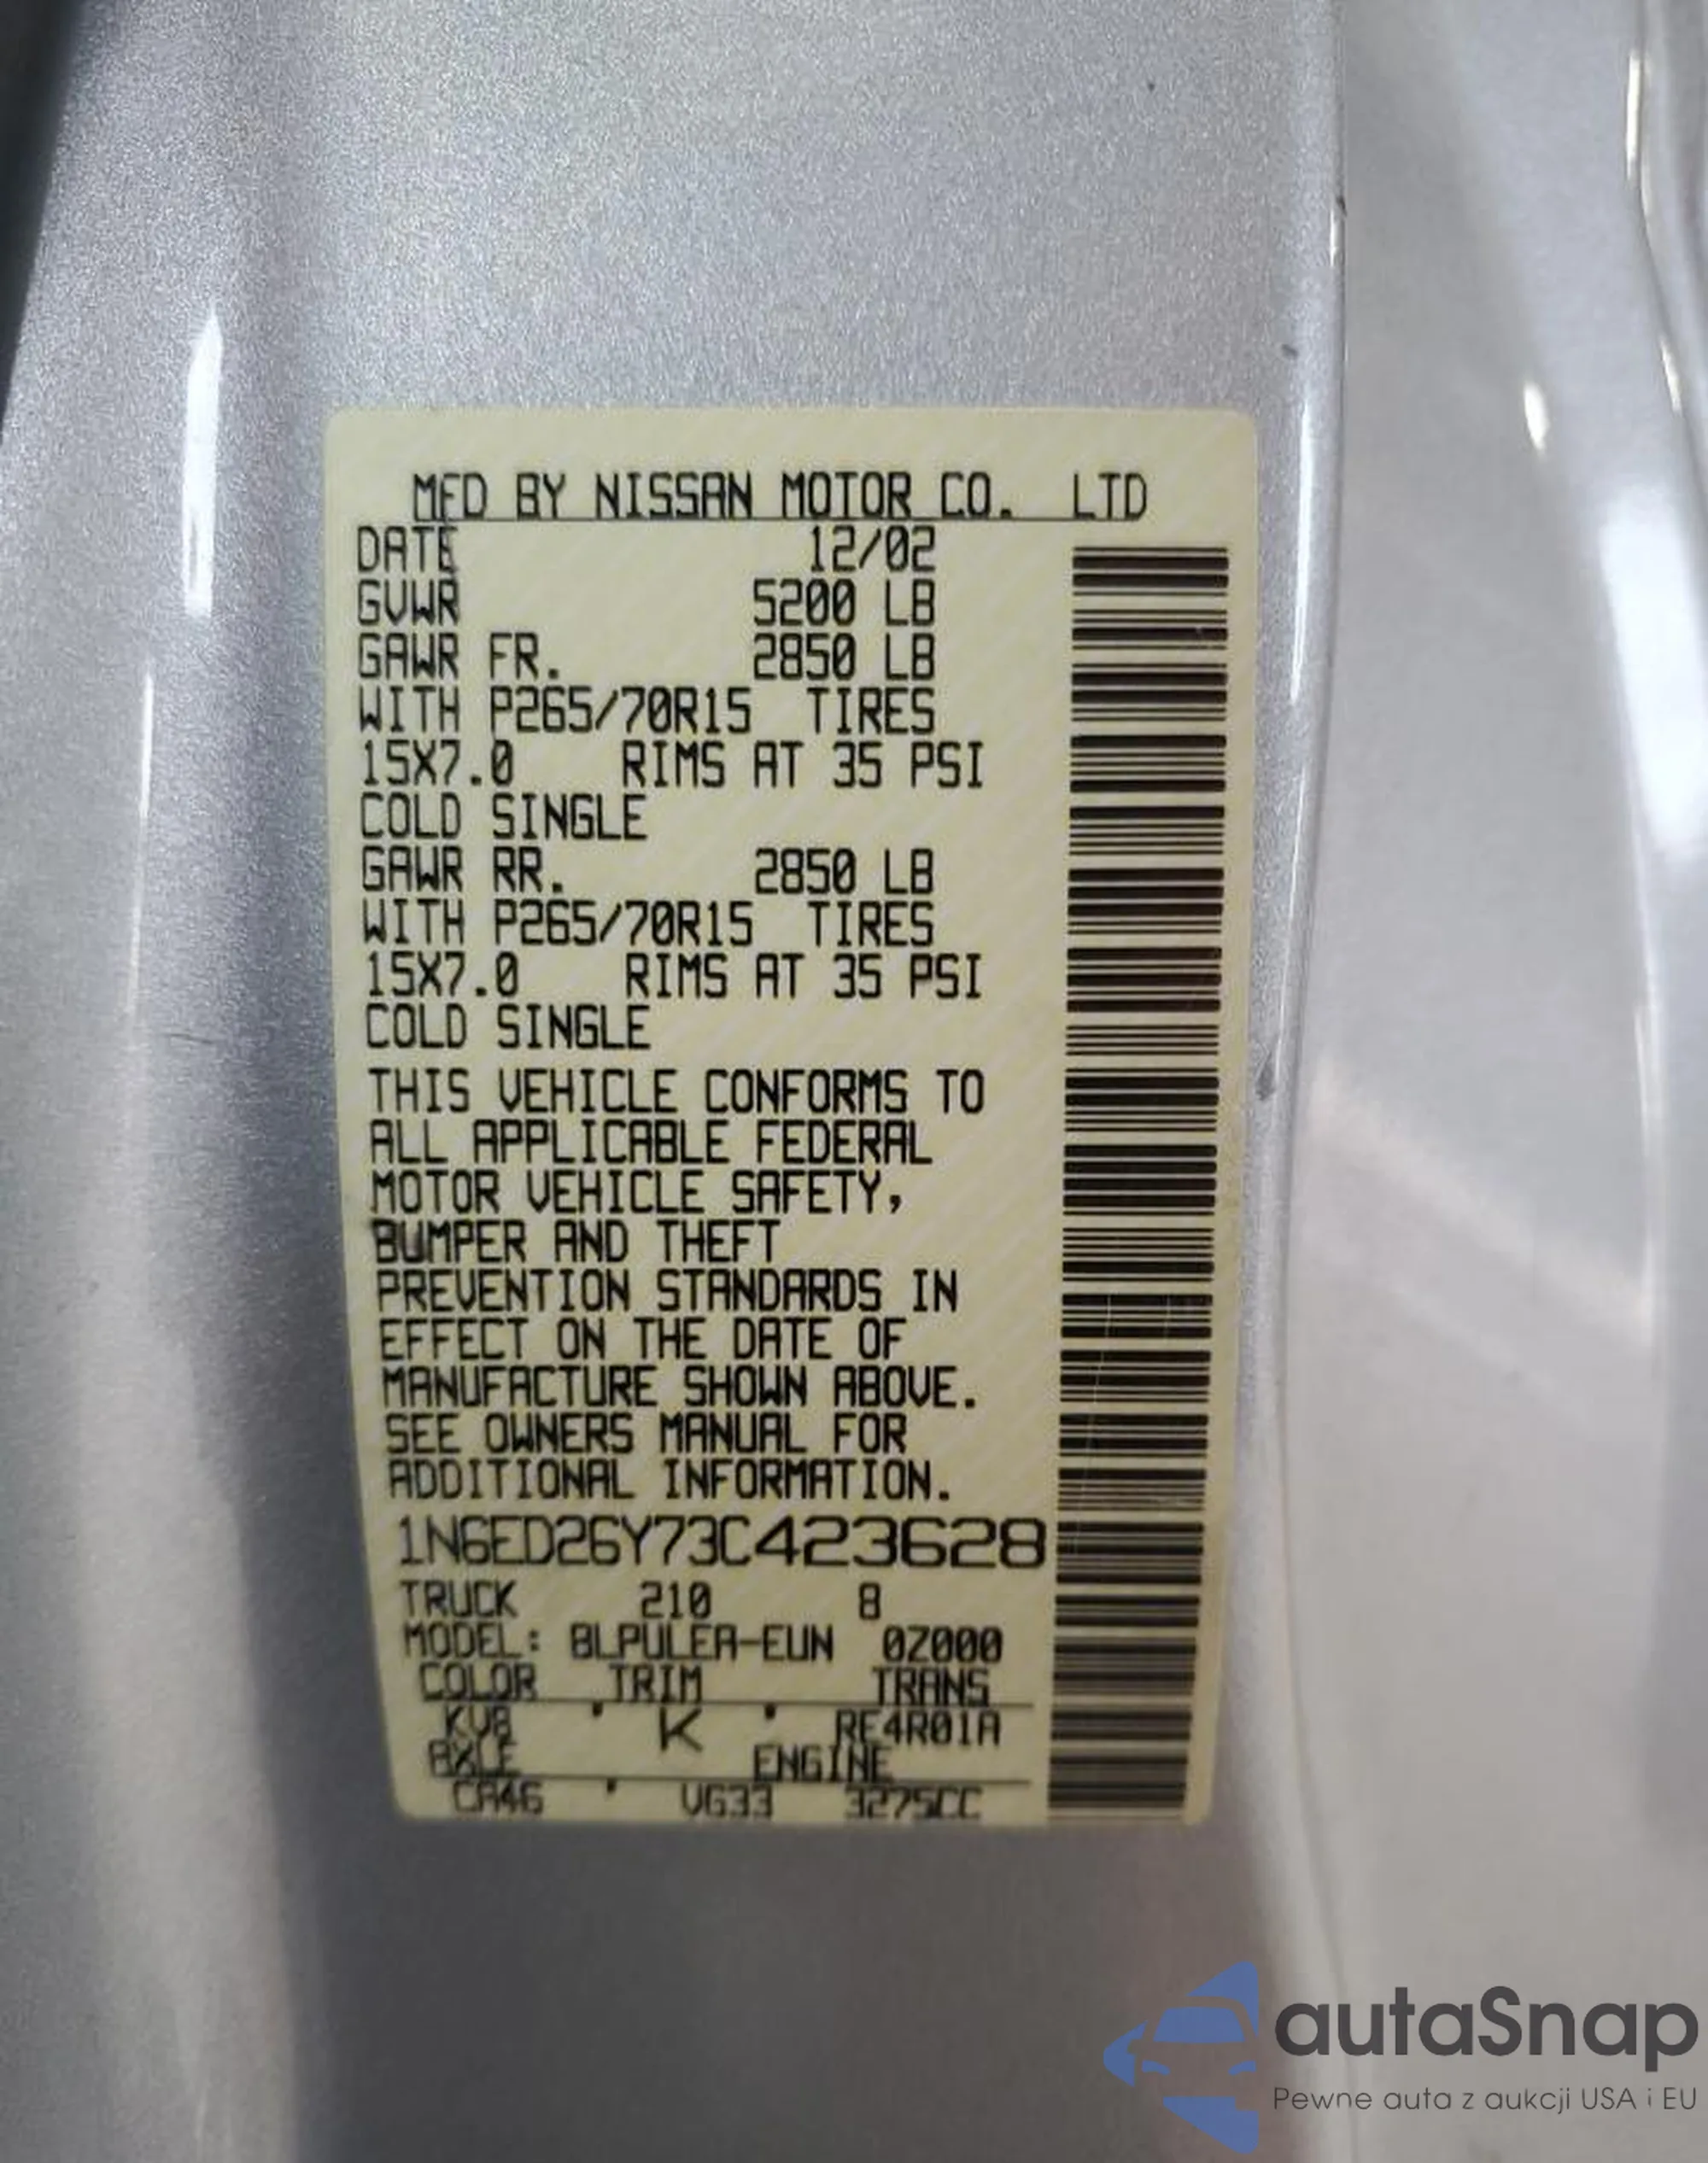 MFD BY NISSAN MOTOR CO. LTD
DATE 12/02
GVWR 5200 LB
GAWR FR. 2850 LB
WITH P265/70R15 TIRES
15X7.0 RIMS AT 35 PSI
COLD SINGLE
GAWR RR. 2850 LB
WITH P265/70R15 TIRES
15X7.0 RIMS AT 35 PSI
COLD SINGLE
THIS VEHICLE CONFORMS TO
ALL APPLICABLE FEDERAL
MOTOR VEHICLE SAFETY,
BUMPER AND THEFT
PREVENTION STANDARDS IN
EFFECT ON THE DATE OF
MANUFACTURE SHOWN ABOVE.
SEE OWNERS MANUAL FOR
ADDITIONAL INFORMATION.
1N6ED26Y73C423628
TRUCK 210 8
MODEL: BLPULEA-EUN 0Z000
COLOR TRIM TRANS
KV8 ' K ' RE4R01A
AXLE ENGINE
CA46 ' VG33 3275CC
autaSnap
Pewne auta z aukcji USA i EU